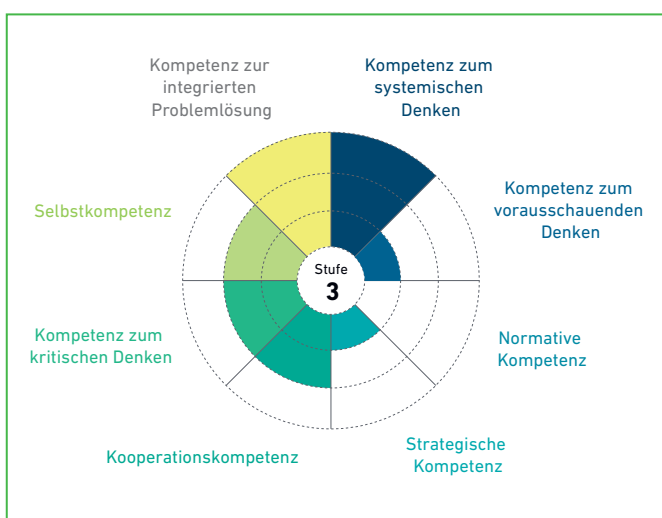 Kompetenz zur
integrierten
Problemlösung
Kompetenz zum
systemischen
Denken
Selbstkompetenz
Kompetenz zum
vorausschauenden
Denken
Stufe
3
Kompetenz zum
kritischen Denken
Normative
Kompetenz
Kooperationskompetenz
Strategische
Kompetenz